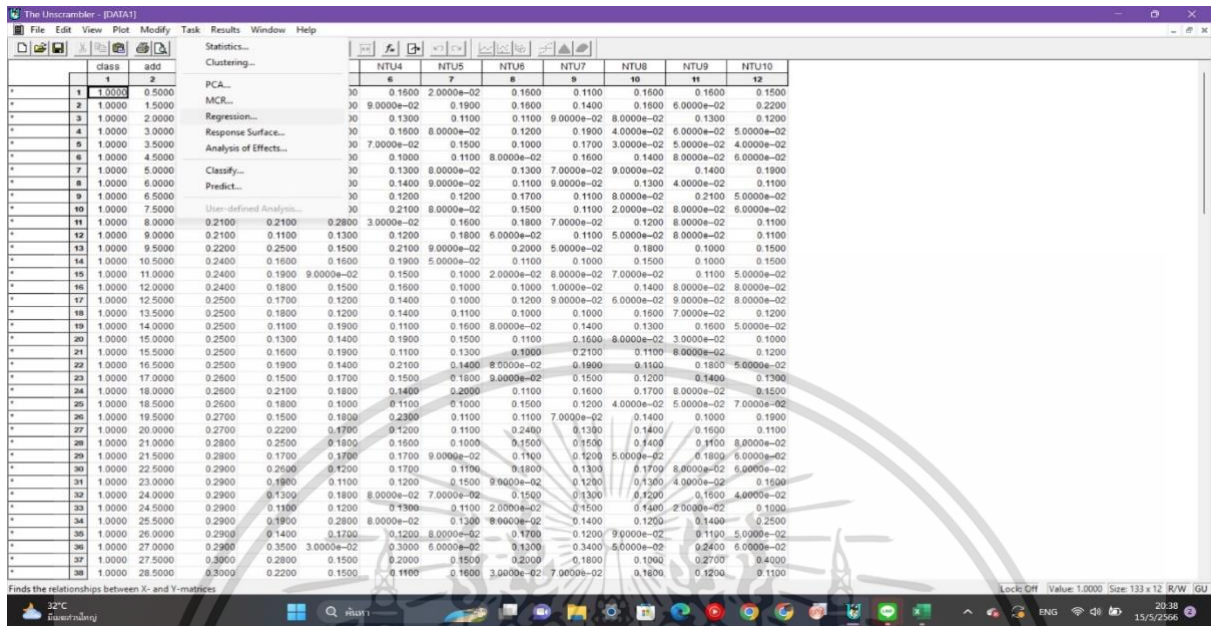 The Unscrambler - [DATA1]
File Edit View Plot Modify Task Results Window Help
Statistics...
Clustering...
PCA...
MCR...
Regression...
Response Surface...
Analysis of Effects...
Classify...
Predict...
User-defined Analysis...
class add NTU4 NTU5 NTU6 NTU7 NTU8 NTU9 NTU10
1 2 6 7 8 9 10 11 12
1 1.0000 0.5000 00 0.1600 2.0000e-02 0.1600 0.1100 0.1600 0.1600 0.1500
2 1.0000 1.5000 00 9.0000e-02 0.1900 0.1600 0.1400 0.1600 6.0000e-02 0.2200
3 1.0000 2.0000 00 0.1300 0.1100 0.1100 9.0000e-02 8.0000e-02 0.1300 0.1200
4 1.0000 3.0000 00 0.1600 8.0000e-02 0.1200 0.1900 4.0000e-02 6.0000e-02 5.0000e-02
5 1.0000 3.5000 00 7.0000e-02 0.1500 0.1000 0.1700 3.0000e-02 5.0000e-02 4.0000e-02
6 1.0000 4.5000 00 0.1000 0.1100 8.0000e-02 0.1600 0.1400 8.0000e-02 6.0000e-02
7 1.0000 5.0000 00 0.1300 8.0000e-02 0.1300 7.0000e-02 9.0000e-02 0.1400 0.1900
8 1.0000 6.0000 00 0.1400 9.0000e-02 0.1100 9.0000e-02 0.1300 4.0000e-02 0.1100
9 1.0000 6.5000 00 0.1200 0.1200 0.1700 0.1100 8.0000e-02 0.2100 5.0000e-02
10 1.0000 7.5000 00 0.2100 8.0000e-02 0.1500 0.1100 2.0000e-02 8.0000e-02 6.0000e-02
11 1.0000 8.0000 0.2100 0.2100 0.2800 3.0000e-02 0.1600 0.1800 7.0000e-02 0.1200 8.0000e-02 0.1100
12 1.0000 9.0000 0.2100 0.1100 0.1300 0.1200 0.1800 6.0000e-02 0.1100 5.0000e-02 8.0000e-02 0.1100
13 1.0000 9.5000 0.2200 0.2500 0.1500 0.2100 9.0000e-02 0.2000 5.0000e-02 0.1800 0.1000 0.1500
14 1.0000 10.5000 0.2400 0.1600 0.1600 0.1900 5.0000e-02 0.1100 0.1000 0.1500 0.1000 0.1500
15 1.0000 11.0000 0.2400 0.1900 9.0000e-02 0.1500 0.1000 2.0000e-02 8.0000e-02 7.0000e-02 0.1100 5.0000e-02
16 1.0000 12.0000 0.2400 0.1800 0.1500 0.1600 0.1000 0.1000 1.0000e-02 0.1400 8.0000e-02 8.0000e-02
17 1.0000 12.5000 0.2500 0.1700 0.1200 0.1400 0.1000 0.1200 9.0000e-02 6.0000e-02 9.0000e-02 8.0000e-02
18 1.0000 13.5000 0.2500 0.1800 0.1200 0.1400 0.1100 0.1000 0.1000 0.1600 7.0000e-02 0.1200
19 1.0000 14.0000 0.2500 0.1100 0.1900 0.1100 0.1600 8.0000e-02 0.1400 0.1300 0.1600 5.0000e-02
20 1.0000 15.0000 0.2500 0.1300 0.1400 0.1900 0.1500 0.1100 0.1600 8.0000e-02 3.0000e-02 0.1000
21 1.0000 15.5000 0.2500 0.1600 0.1900 0.1100 0.1300 0.1000 0.2100 0.1100 8.0000e-02 0.1200
22 1.0000 16.5000 0.2500 0.1900 0.1400 0.2100 0.1400 8.0000e-02 0.1900 0.1100 0.1800 5.0000e-02
23 1.0000 17.0000 0.2600 0.1500 0.1700 0.1500 0.1800 9.0000e-02 0.1500 0.1200 0.1400 0.1300
24 1.0000 18.0000 0.2600 0.2100 0.1800 0.1400 0.2000 0.1100 0.1600 0.1700 8.0000e-02 0.1500
25 1.0000 18.5000 0.2600 0.1800 0.1000 0.1100 0.1000 0.1500 0.1200 4.0000e-02 5.0000e-02 7.0000e-02
26 1.0000 19.5000 0.2700 0.1500 0.1800 0.2300 0.1100 0.1100 7.0000e-02 0.1400 0.1000 0.1900
27 1.0000 20.0000 0.2700 0.2200 0.1700 0.1200 0.1100 0.2400 0.1300 0.1400 0.1600 0.1100
28 1.0000 21.0000 0.2800 0.2500 0.1800 0.1600 0.1000 0.1500 0.1500 0.1400 0.1100 8.0000e-02
29 1.0000 21.5000 0.2800 0.1700 0.1700 0.1700 9.0000e-02 0.1100 0.1200 5.0000e-02 0.1800 6.0000e-02
30 1.0000 22.5000 0.2900 0.2600 0.1200 0.1700 0.1100 0.1800 0.1300 0.1700 8.0000e-02 6.0000e-02
31 1.0000 23.0000 0.2900 0.1900 0.1100 0.1200 0.1500 9.0000e-02 0.1200 0.1300 4.0000e-02 0.1600
32 1.0000 24.0000 0.2900 0.1300 0.1800 8.0000e-02 7.0000e-02 0.1500 0.1300 0.1200 0.1600 4.0000e-02
33 1.0000 24.5000 0.2900 0.1100 0.1200 0.1300 0.1100 2.0000e-02 0.1500 0.1400 2.0000e-02 0.1000
34 1.0000 25.5000 0.2900 0.1900 0.2800 8.0000e-02 0.1300 8.0000e-02 0.1400 0.1200 0.1400 0.2500
35 1.0000 26.0000 0.2900 0.1400 0.1700 0.1200 8.0000e-02 0.1700 0.1200 9.0000e-02 0.1100 5.0000e-02
36 1.0000 27.0000 0.2900 0.3500 3.0000e-02 0.3000 6.0000e-02 0.1300 0.3400 5.0000e-02 0.2400 6.0000e-02
37 1.0000 27.5000 0.3000 0.2800 0.1500 0.2000 0.1500 0.2000 0.1800 0.1000 0.2700 0.4000
38 1.0000 28.5000 0.3000 0.2200 0.1500 0.1100 0.1600 3.0000e-02 7.0000e-02 0.1800 0.1200 0.1100
Finds the relationships between X- and Y-matrices
Lock: Off Value: 1.0000 Size: 133 x 12 R/W GU
32°C
มีเมฆส่วนใหญ่
ค้นหา
ENG
20:38
15/5/2566
2